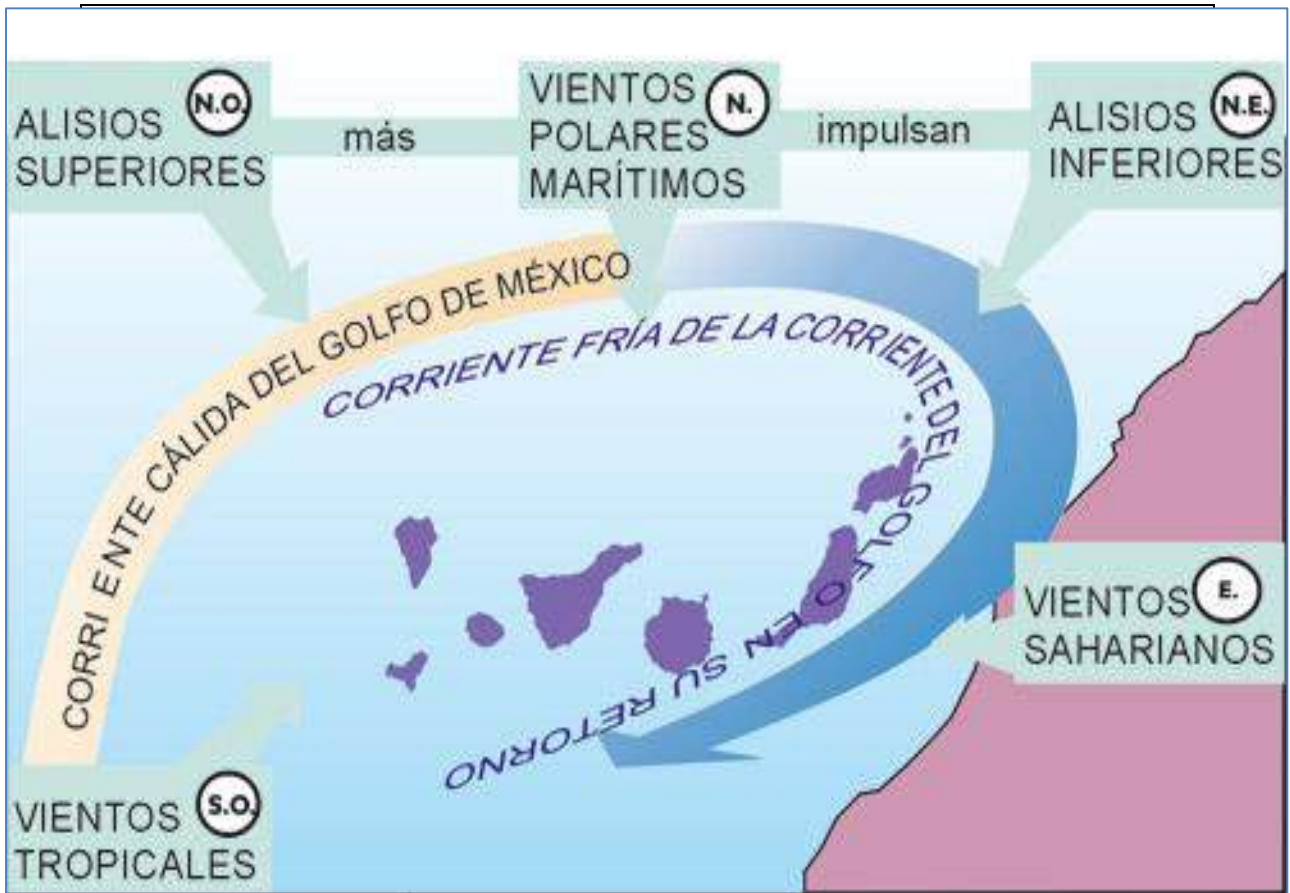 ALISIOS N.O.
SUPERIORES
más
VIENTOS N.
POLARES
MARÍTIMOS
impulsan
ALISIOS N.E.
INFERIORES
CORRI ENTE CÁLIDA DEL GOLFO DE MÉXICO
CORRIENTE FRÍA DE LA CORRIENTE DEL GOLFO EN SU RETORNO
VIENTOS E.
SAHARIANOS
VIENTOS S.O.
TROPICALES